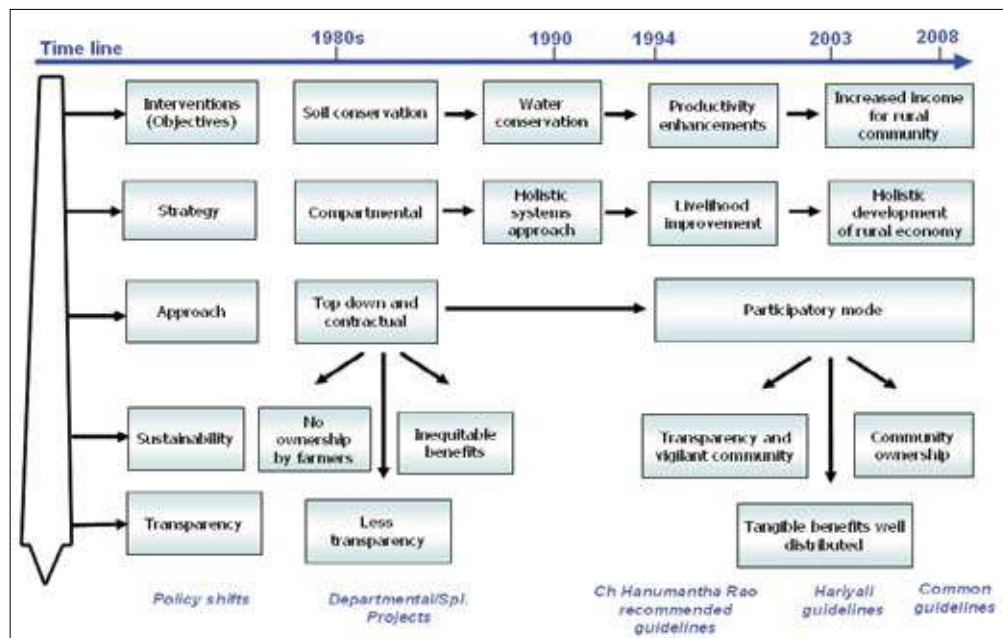 Time line
1980s
1990
1994
2003
2008
Interventions
(Objectives)
Soil conservation
Water
conservation
Productivity
enhancements
Increased income
for rural
community
Strategy
Compartmental
Holistic
systems
approach
Livelihood
improvement
Holistic
development
of rural economy
Approach
Top down and
contractual
Participatory mode
Sustainability
No
ownership
by farmers
Inequitable
benefits
Transparency and
vigilant community
Community
ownership
Transparency
Less
transparency
Tangible benefits well
distributed
Policy shifts
Departmental/Spl.
Projects
Ch Hanumantha Rao
recommended
guidelines
Hariyali
guidelines
Common
guidelines